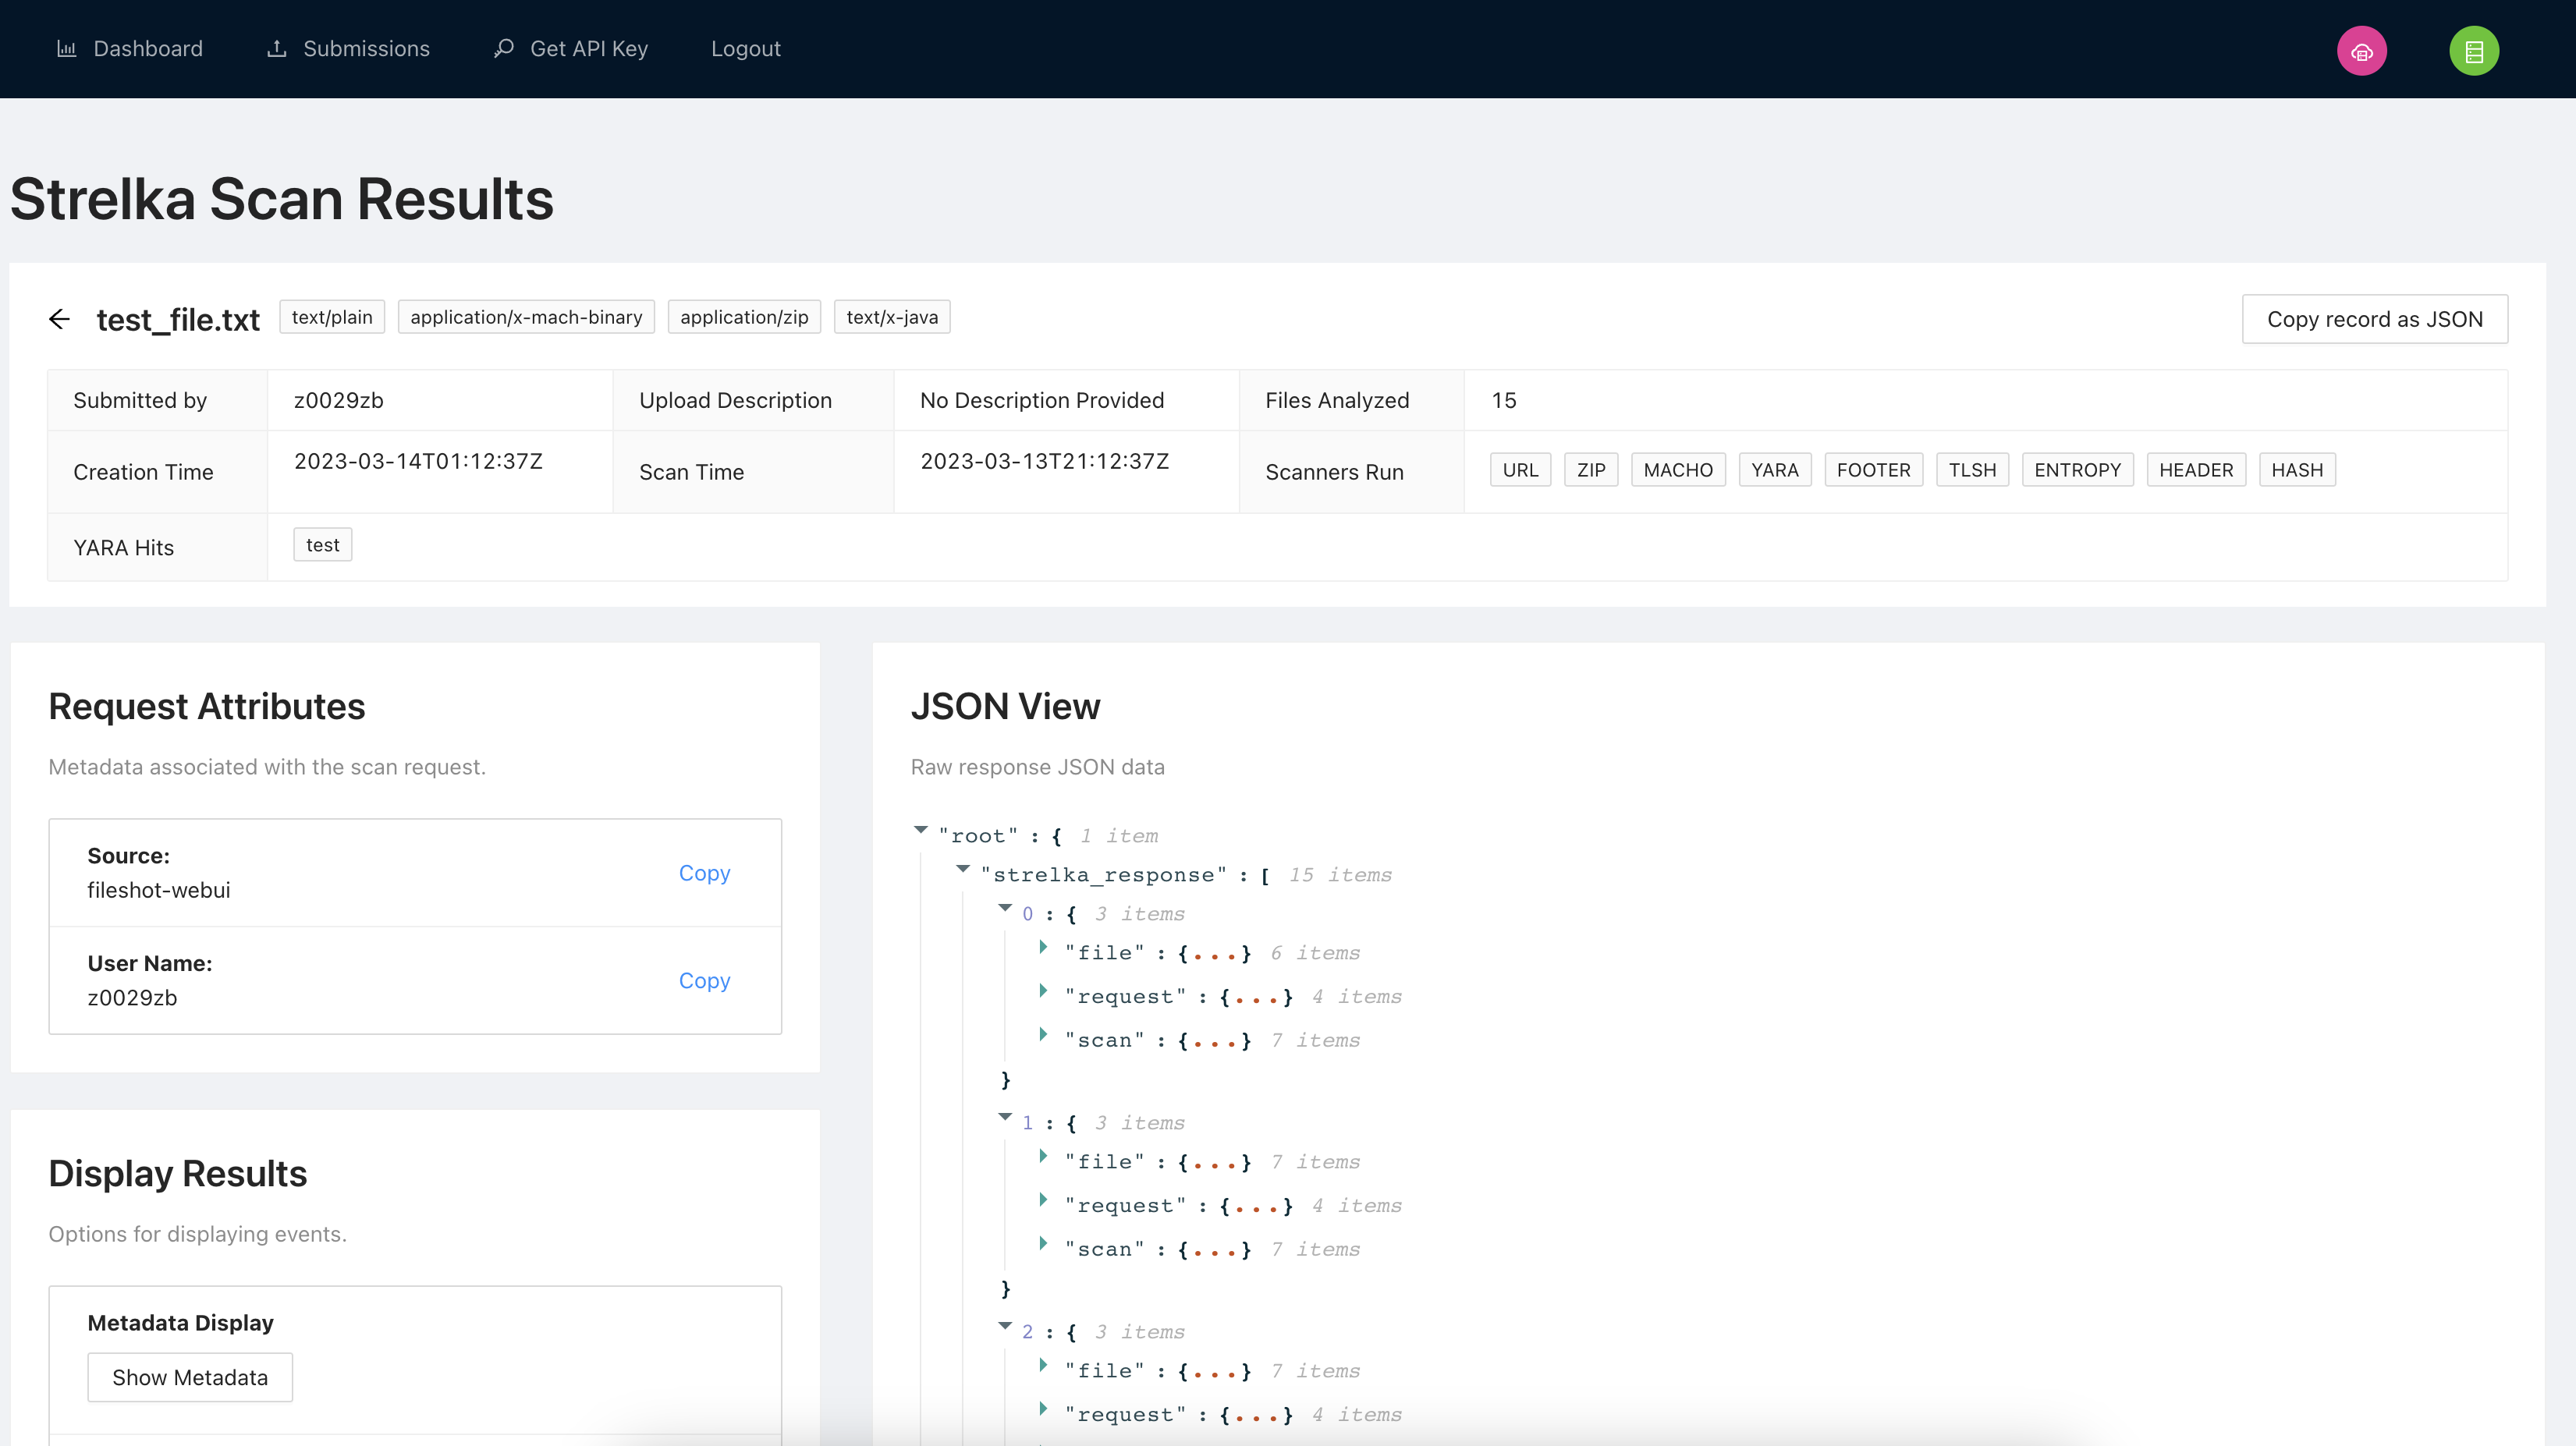 Dashboard Submissions Get API Key Logout
Strelka Scan Results
test_file.txt text/plain application/x-mach-binary application/zip text/x-java Copy record as JSON
Submitted by z0029zb Upload Description No Description Provided Files Analyzed 15
Creation Time 2023-03-14T01:12:37Z Scan Time 2023-03-13T21:12:37Z Scanners Run URL ZIP MACHO YARA FOOTER TLSH ENTROPY HEADER HASH
YARA Hits test
Request Attributes
Metadata associated with the scan request.
Source:
fileshot-webui
Copy
User Name:
z0029zb
Copy
Display Results
Options for displaying events.
Metadata Display
Show Metadata
JSON View
Raw response JSON data
"root" : { 1 item
"strelka_response" : [ 15 items
0 : { 3 items
"file" : {...} 6 items
"request" : {...} 4 items
"scan" : {...} 7 items
}
1 : { 3 items
"file" : {...} 7 items
"request" : {...} 4 items
"scan" : {...} 7 items
}
2 : { 3 items
"file" : {...} 7 items
"request" : {...} 4 items